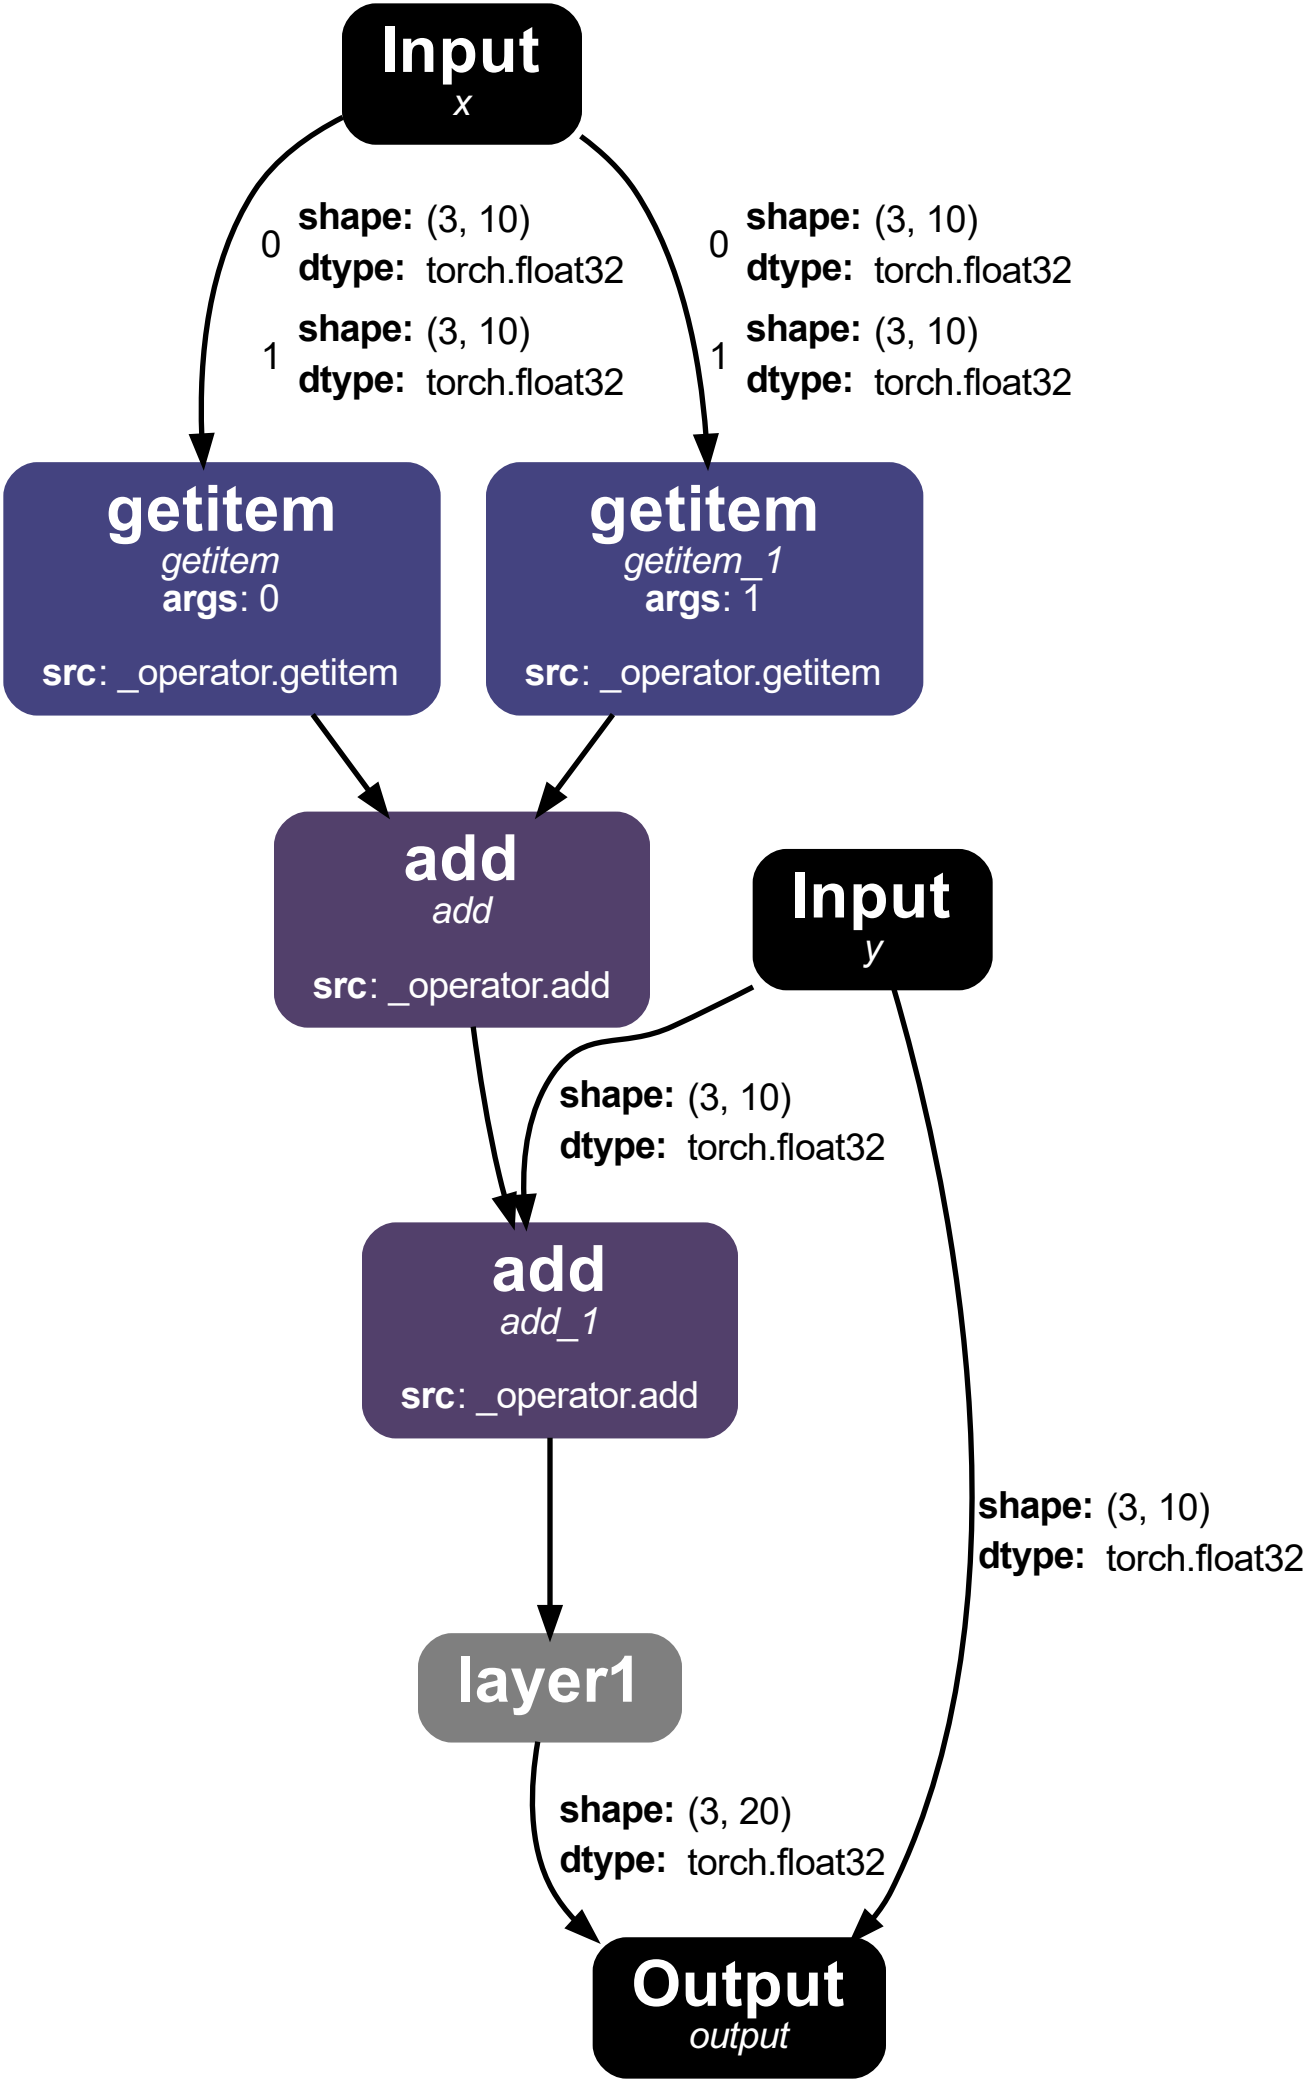 Input
x
0 shape: (3, 10)
dtype: torch.float32
1 shape: (3, 10)
dtype: torch.float32
0 shape: (3, 10)
dtype: torch.float32
1 shape: (3, 10)
dtype: torch.float32
getitem
getitem
args: 0
src: _operator.getitem
getitem
getitem_1
args: 1
src: _operator.getitem
add
add
src: _operator.add
Input
y
shape: (3, 10)
dtype: torch.float32
add
add_1
src: _operator.add
shape: (3, 10)
dtype: torch.float32
layer1
shape: (3, 20)
dtype: torch.float32
Output
output